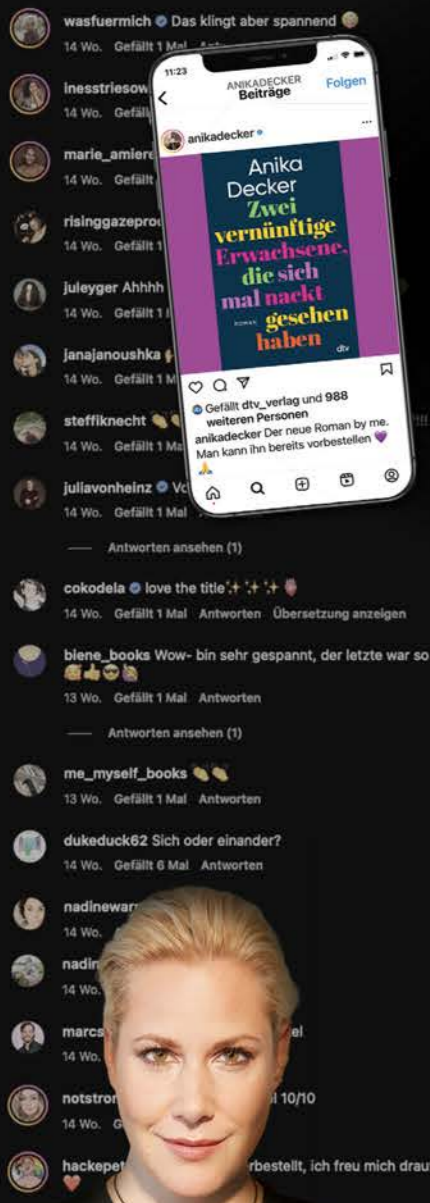 wasfuermich Das klingt aber spannend
14 Wo. Gefällt 1 Mal
inesstriesow
14 Wo.
marie_amiere
14 Wo. Gefällt
14 Wo. Gefällt 1
juleyger Ahhhh
14 Wo. Gefällt
janajanoushka
14 Wo. Gefällt 1 M
steffiknecht
14 Wo. Gefällt 1 Ma
juliavonheinz
14 Wo. Gefällt 1 Mal
Antworten ansehen (1)
cokodela love the title
14 Wo. Gefällt 1 Mal Antworten Übersetzung anzeigen
biene_books Wow- bin sehr gespannt, der letzte war so
13 Wo. Gefällt 1 Mal Antworten
Antworten ansehen (1)
me_myself_books
13 Wo. Gefällt 1 Mal Antworten
dukeduck62 Sich oder einander?
14 Wo. Gefällt 6 Mal Antworten
14 Wo.
14 Wo.
14 Wo.
10/10
14 Wo.
ich freu mich
11:23
ANIKADECKER
Beiträge
Folgen
anikadecker
Anika
Decker
Zwei
vernünftige
Erwachsene,
die sich
mal nackt
ROMAN gesehen
haben
dtv
Gefällt dtv_verlag und 988
weiteren Personen
anikadecker Der neue Roman by me.
Man kann ihn bereits vorbestellen